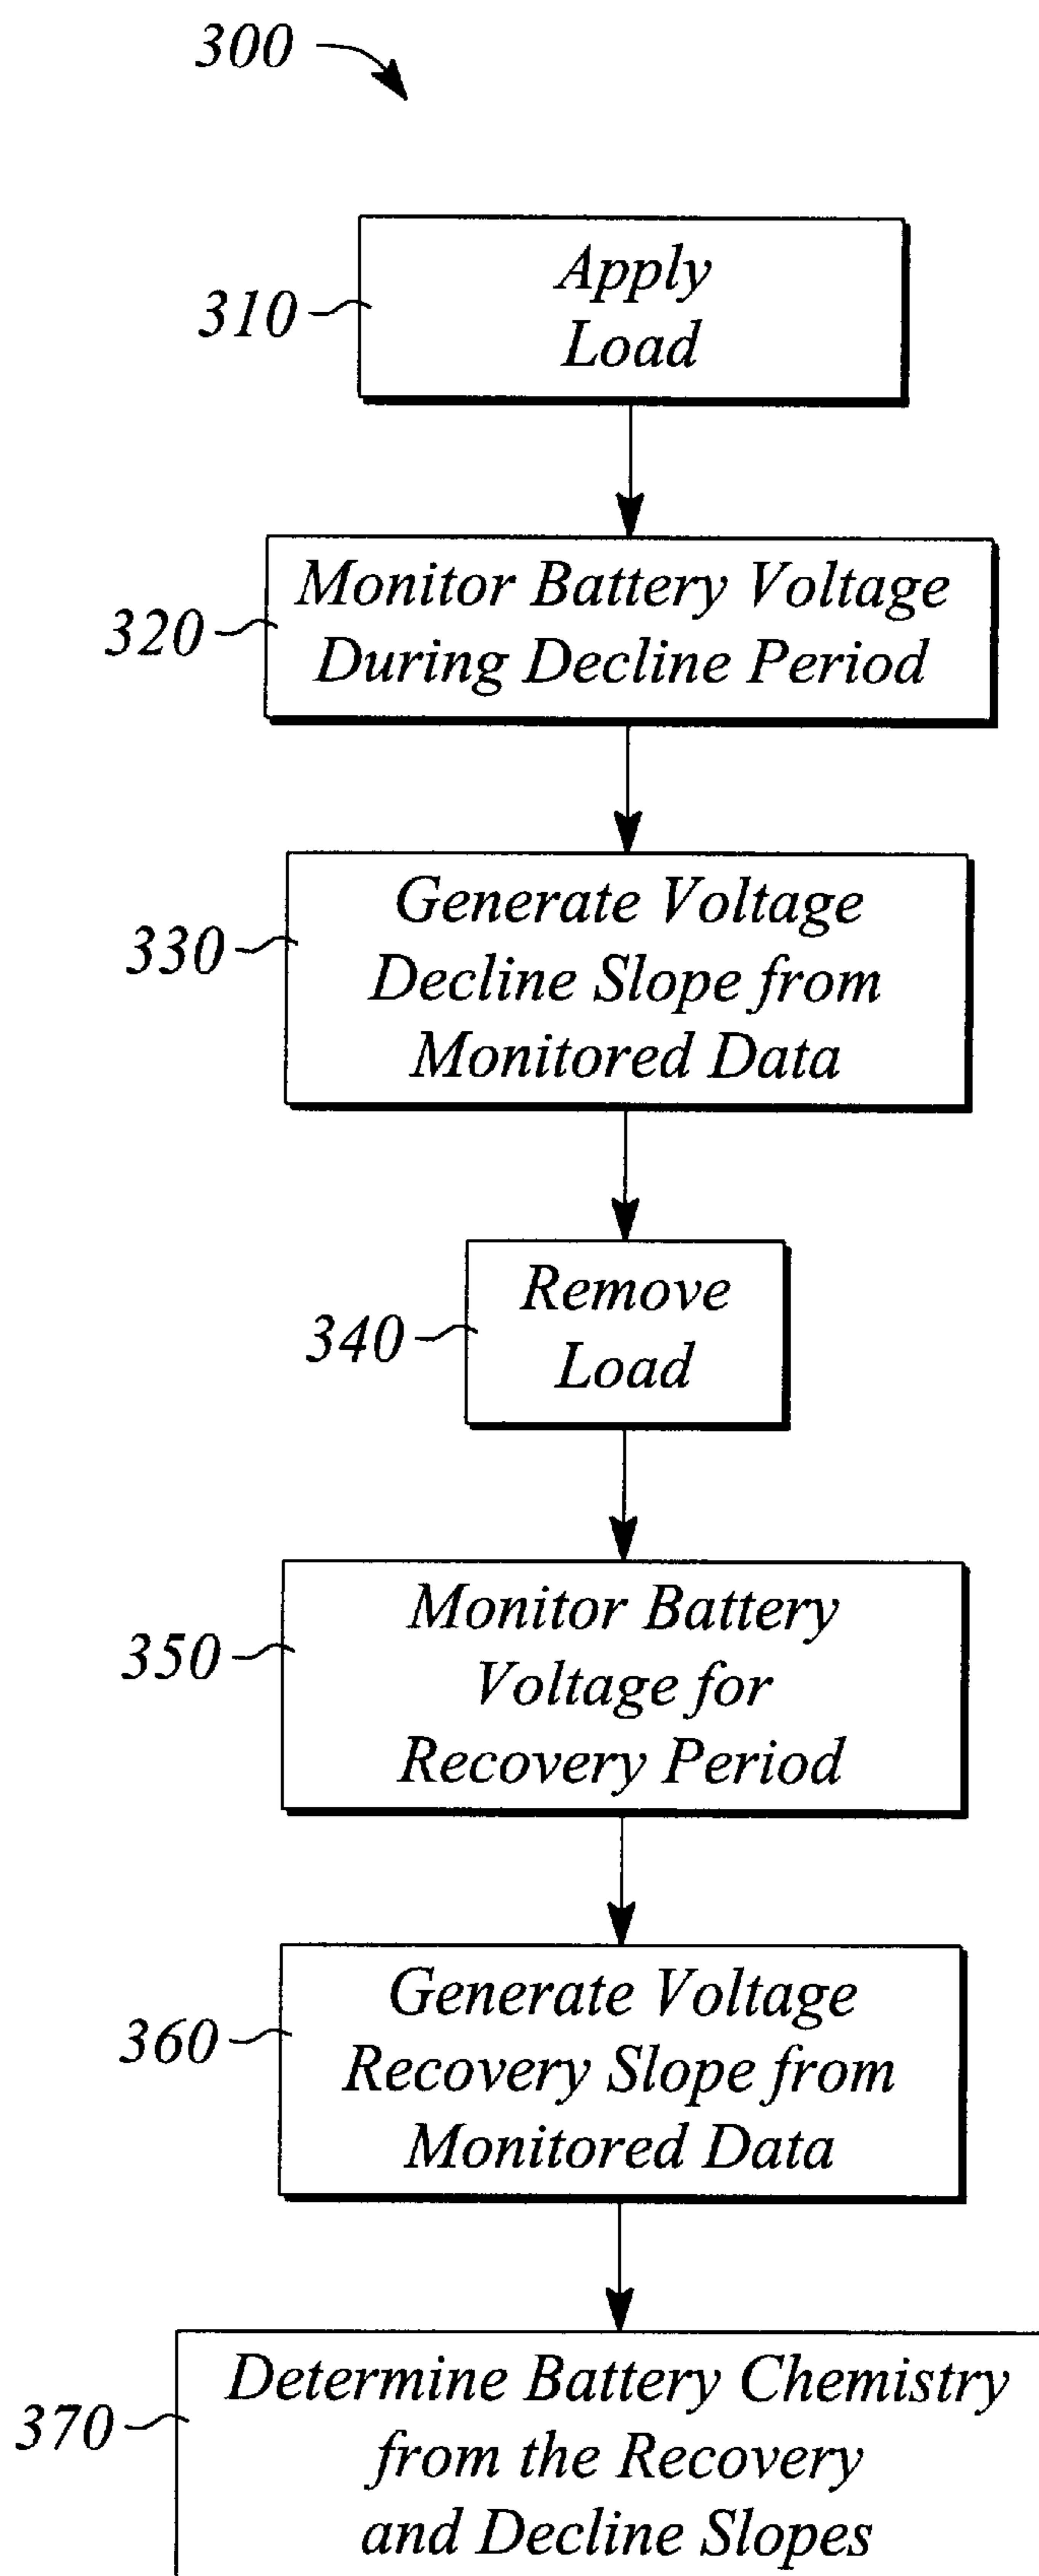 300
310
Apply
Load
320
Monitor Battery Voltage
During Decline Period
330
Generate Voltage
Decline Slope from
Monitored Data
340
Remove
Load
350
Monitor Battery
Voltage for
Recovery Period
360
Generate Voltage
Recovery Slope from
Monitored Data
370
Determine Battery Chemistry
from the Recovery
and Decline Slopes